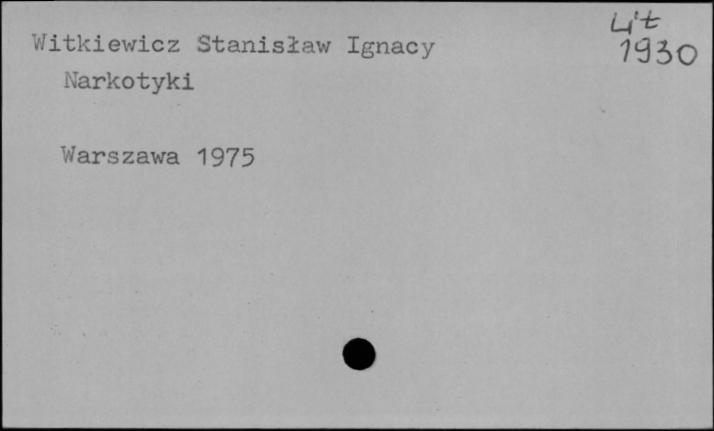 Lit
1930
Witkiewicz Stanisław Ignacy
Narkotyki
Warszawa 1975